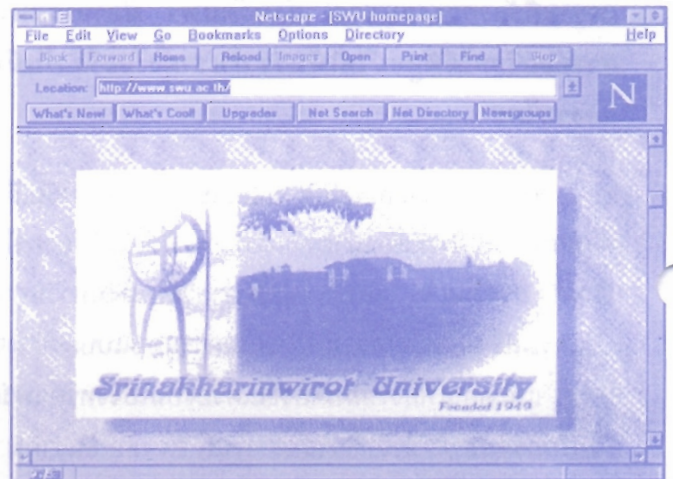 Netscape - [SWU homepage]
File Edit View Go Bookmarks Options Directory Help
Back Forward Home Reload Images Open Print Find Stop
Location: http://www.swu.ac.th/
What's New! What's Cool! Upgrades Net Search Net Directory Newsgroups
N
Srinakharinwirot University
Founded 1949